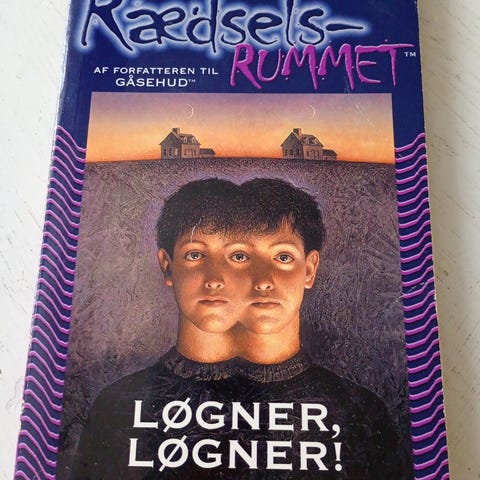 Rædsels-
RUMMET™
AF FORFATTEREN TIL
GÅSEHUD™
LØGNER,
LØGNER!